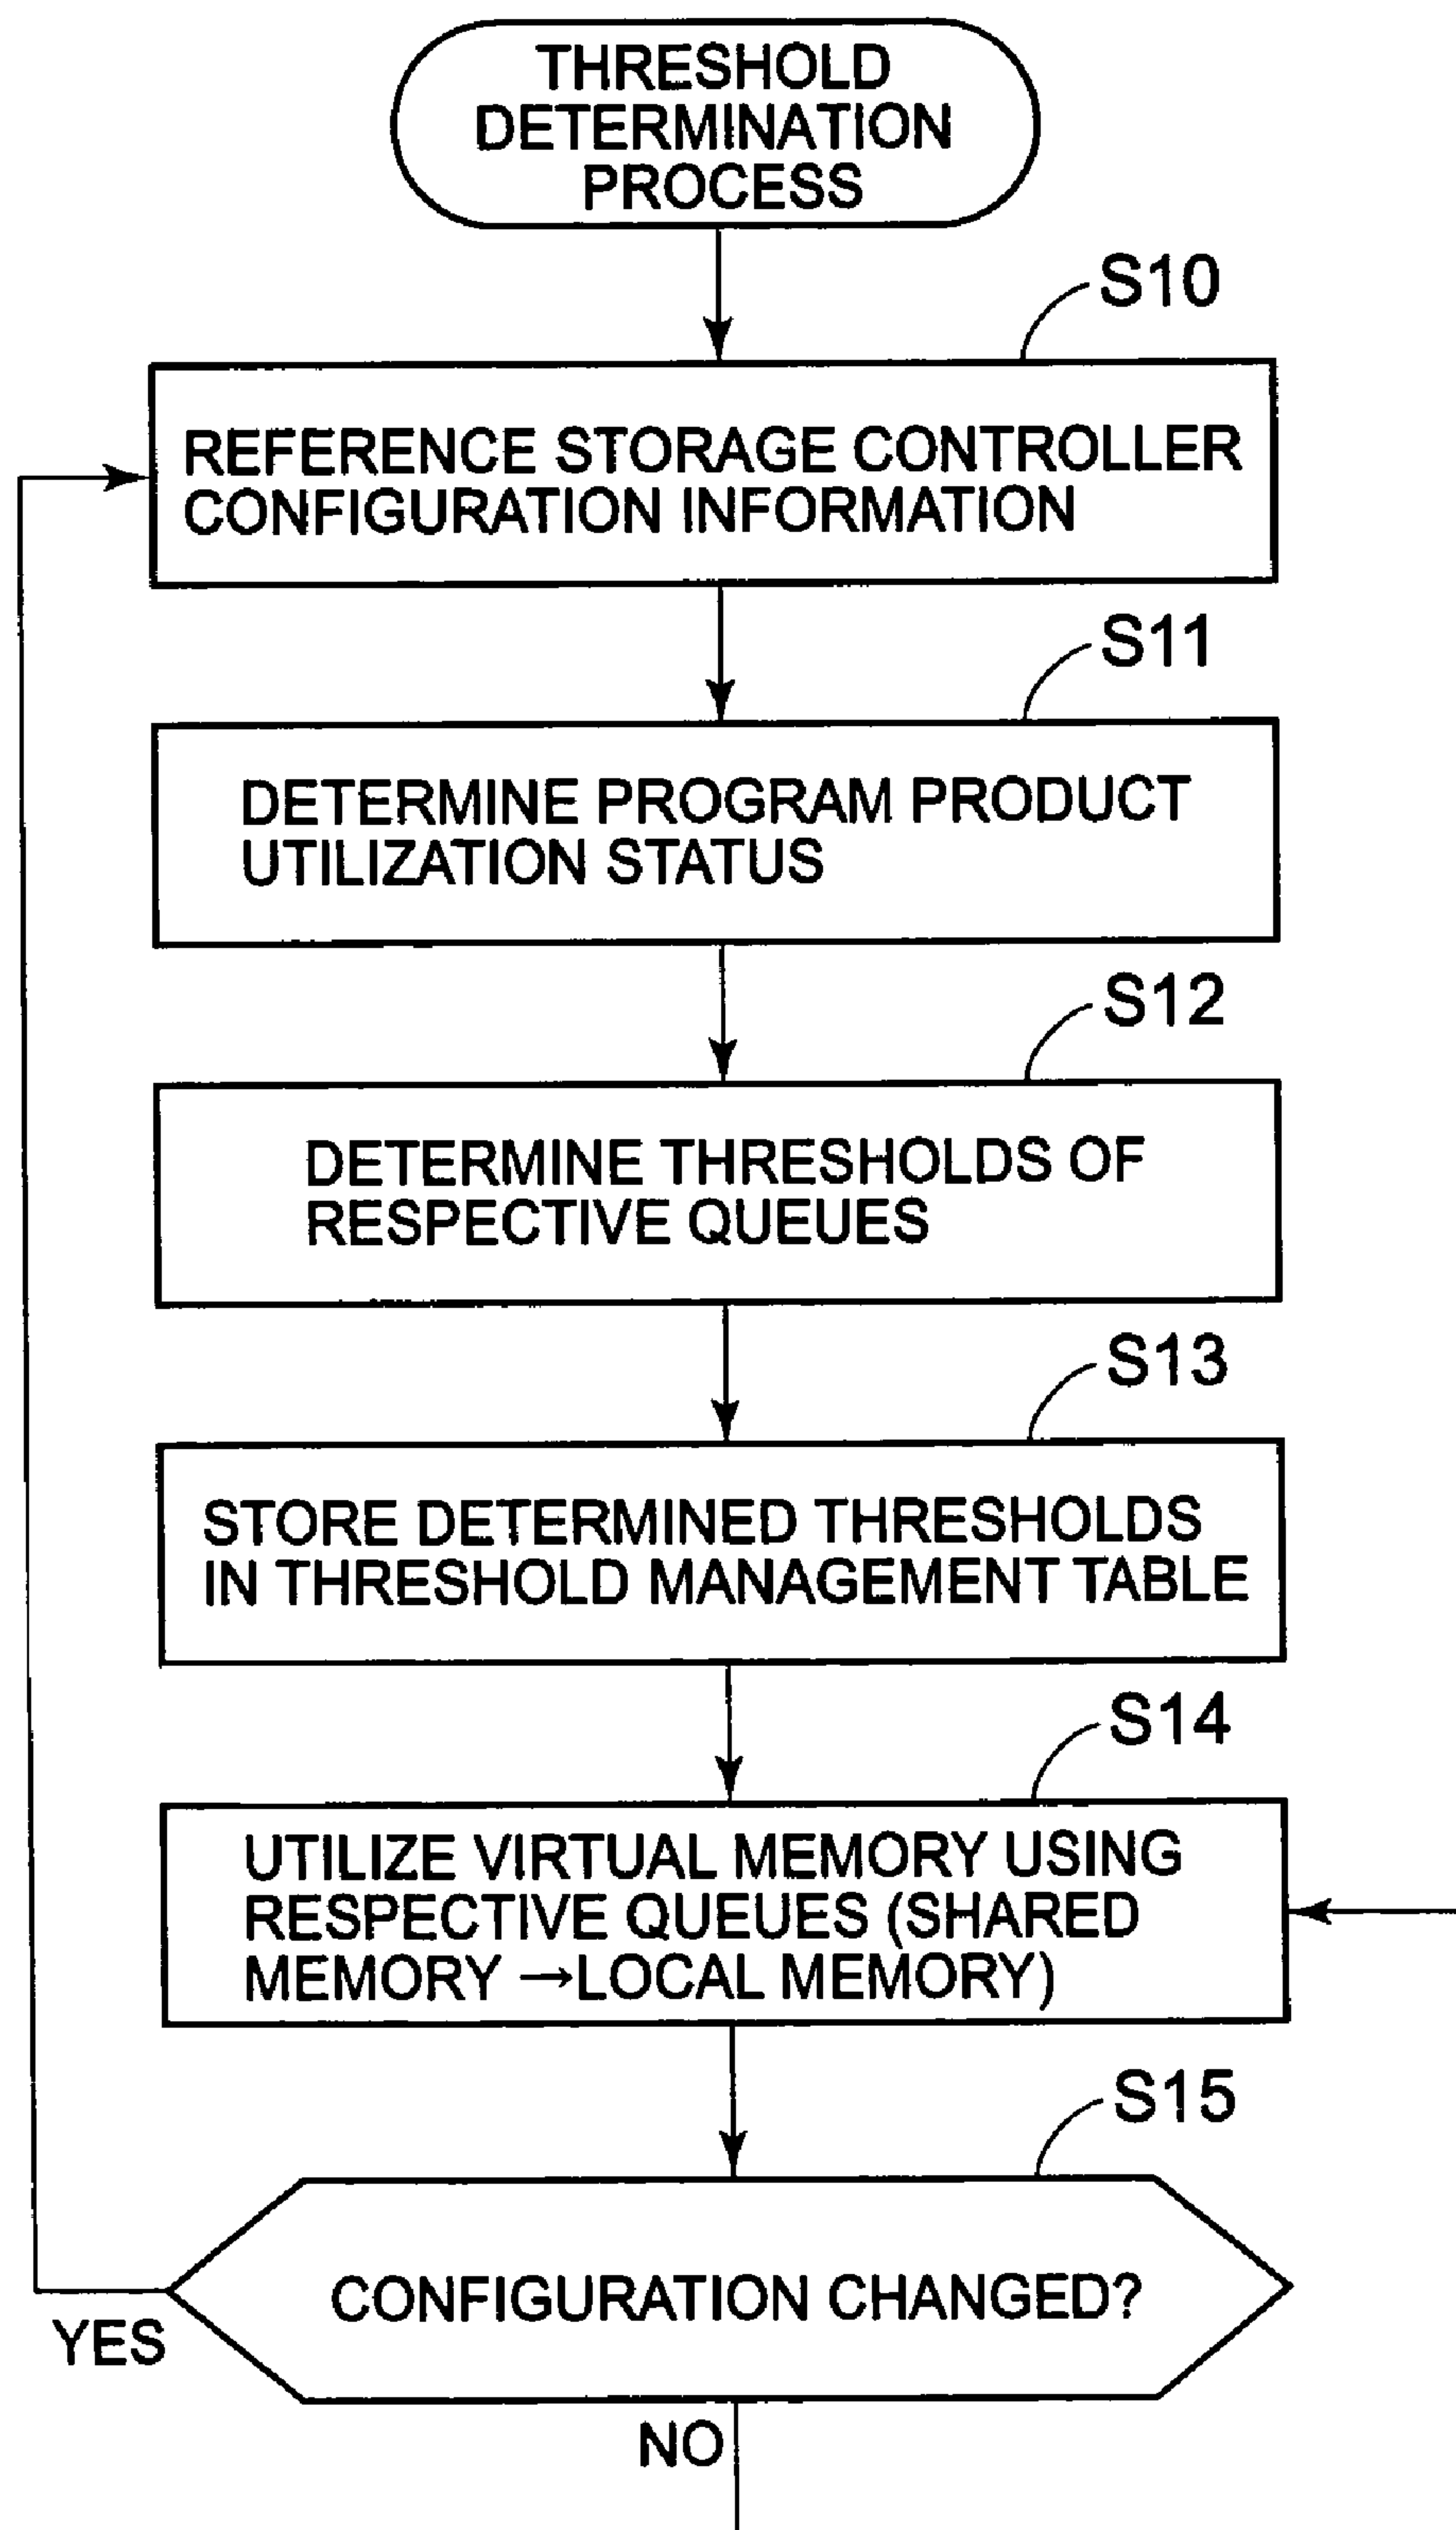 THRESHOLD
DETERMINATION
PROCESS
S10
REFERENCE STORAGE CONTROLLER
CONFIGURATION INFORMATION
S11
DETERMINE PROGRAM PRODUCT
UTILIZATION STATUS
S12
DETERMINE THRESHOLDS OF
RESPECTIVE QUEUES
S13
STORE DETERMINED THRESHOLDS
IN THRESHOLD MANAGEMENT TABLE
S14
UTILIZE VIRTUAL MEMORY USING
RESPECTIVE QUEUES (SHARED
MEMORY →LOCAL MEMORY)
S15
CONFIGURATION CHANGED?
YES
NO